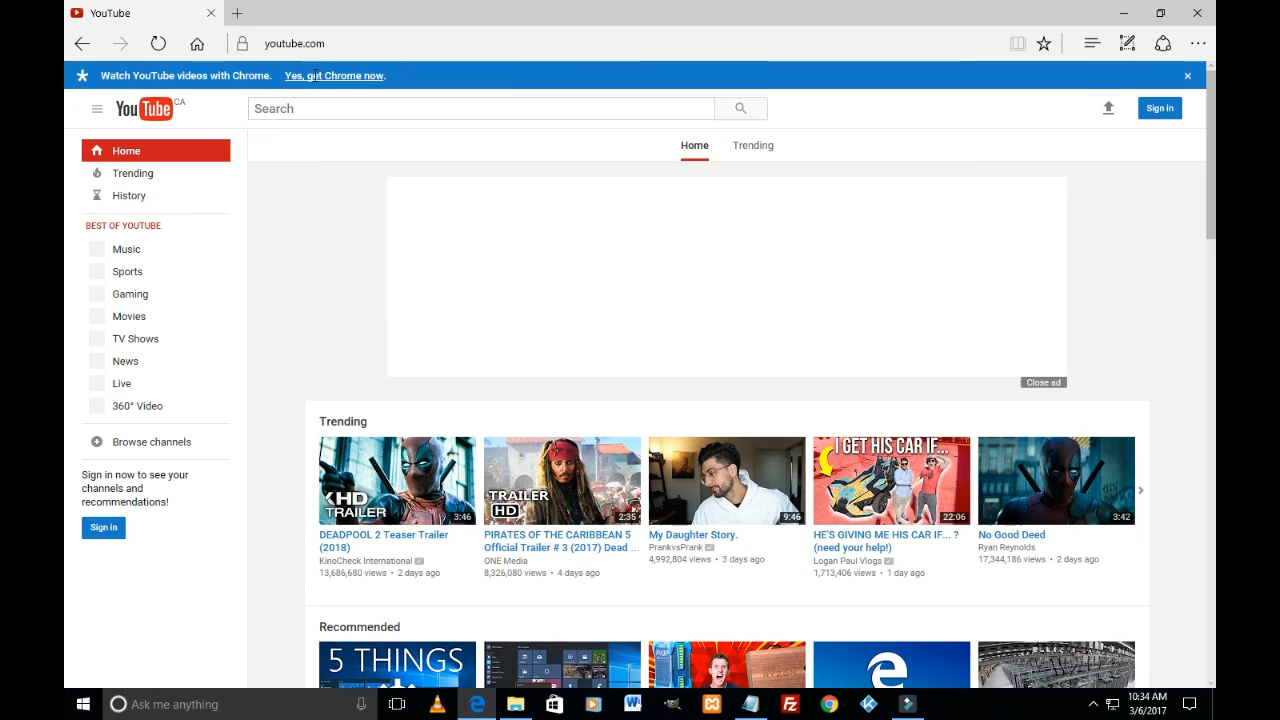 YouTube
youtube.com
Watch YouTube videos with Chrome. Yes, get Chrome now.
YouTube CA
Search
Sign in
Home Trending
Home
Trending
History
BEST OF YOUTUBE
Music
Sports
Gaming
Movies
TV Shows
News
Live
360° Video
Browse channels
Sign in now to see your
channels and
recommendations!
Sign in
Close ad
Trending
HD
TRAILER
3:46
DEADPOOL 2 Teaser Trailer
(2018)
KinoCheck International
13,686,680 views • 2 days ago
TRAILER
HD
2:35
PIRATES OF THE CARIBBEAN 5
Official Trailer # 3 (2017) Dead ...
ONE Media
8,326,080 views • 4 days ago
9:46
My Daughter Story.
PrankvsPrank
4,992,804 views • 3 days ago
I GET HIS CAR IF...
22:06
HE'S GIVING ME HIS CAR IF... ?
(need your help!)
Logan Paul Vlogs
1,713,406 views • 1 day ago
3:42
No Good Deed
Ryan Reynolds
17,344,186 views • 2 days ago
Recommended
5 THINGS
Ask me anything
10:34 AM
3/6/2017